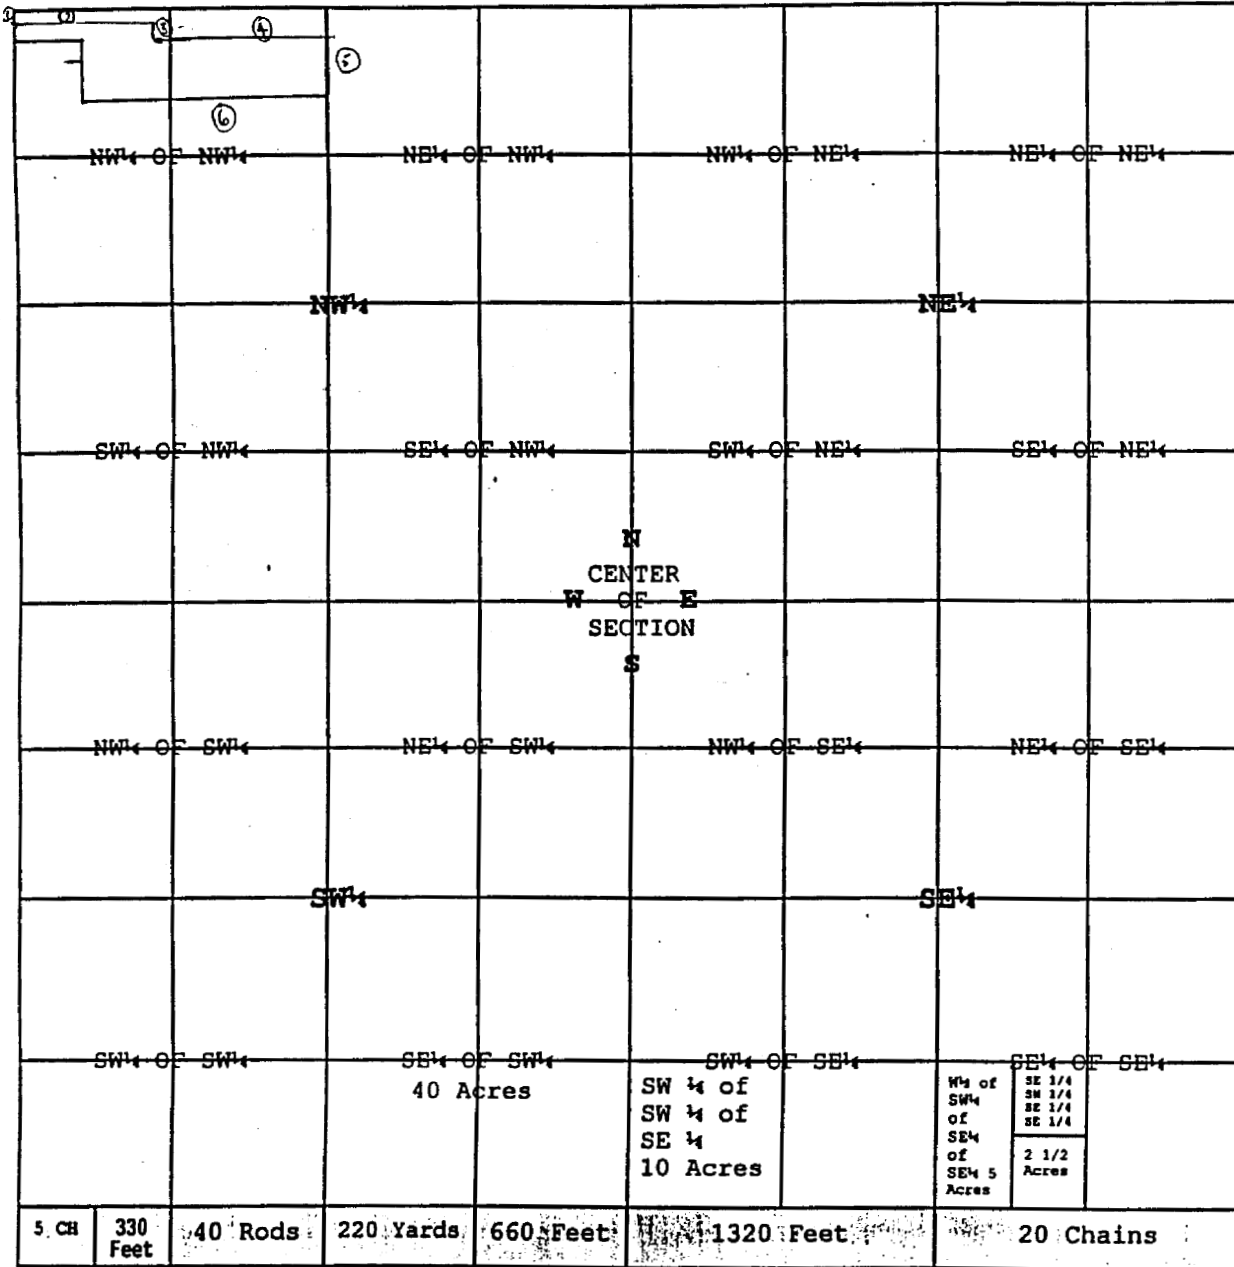 1 2 3 4
5
6
NW¼ OF NW¼ NE¼ OF NW¼ NW¼ OF NE¼ NE¼ OF NE¼
NW¼ NE¼
SW¼ OF NW¼ SE¼ OF NW¼ SW¼ OF NE¼ SE¼ OF NE¼
N
CENTER
W OF E
SECTION
S
NW¼ OF SW¼ NE¼ OF SW¼ NW¼ OF SE¼ NE¼ OF SE¼
SW¼ SE¼
SW¼ OF SW¼ SE¼ OF SW¼ SW¼ OF SE¼ SE¼ OF SE¼
40 Acres
SW ¼ of
SW ¼ of
SE ¼
10 Acres
W½ of
SW¼
of
SE¼
of
SE¼ 5
Acres
SE 1/4
SW 1/4
SE 1/4
SE 1/4
2 1/2
Acres
5 CH
330
Feet
40 Rods
220 Yards
660 Feet
1320 Feet
20 Chains